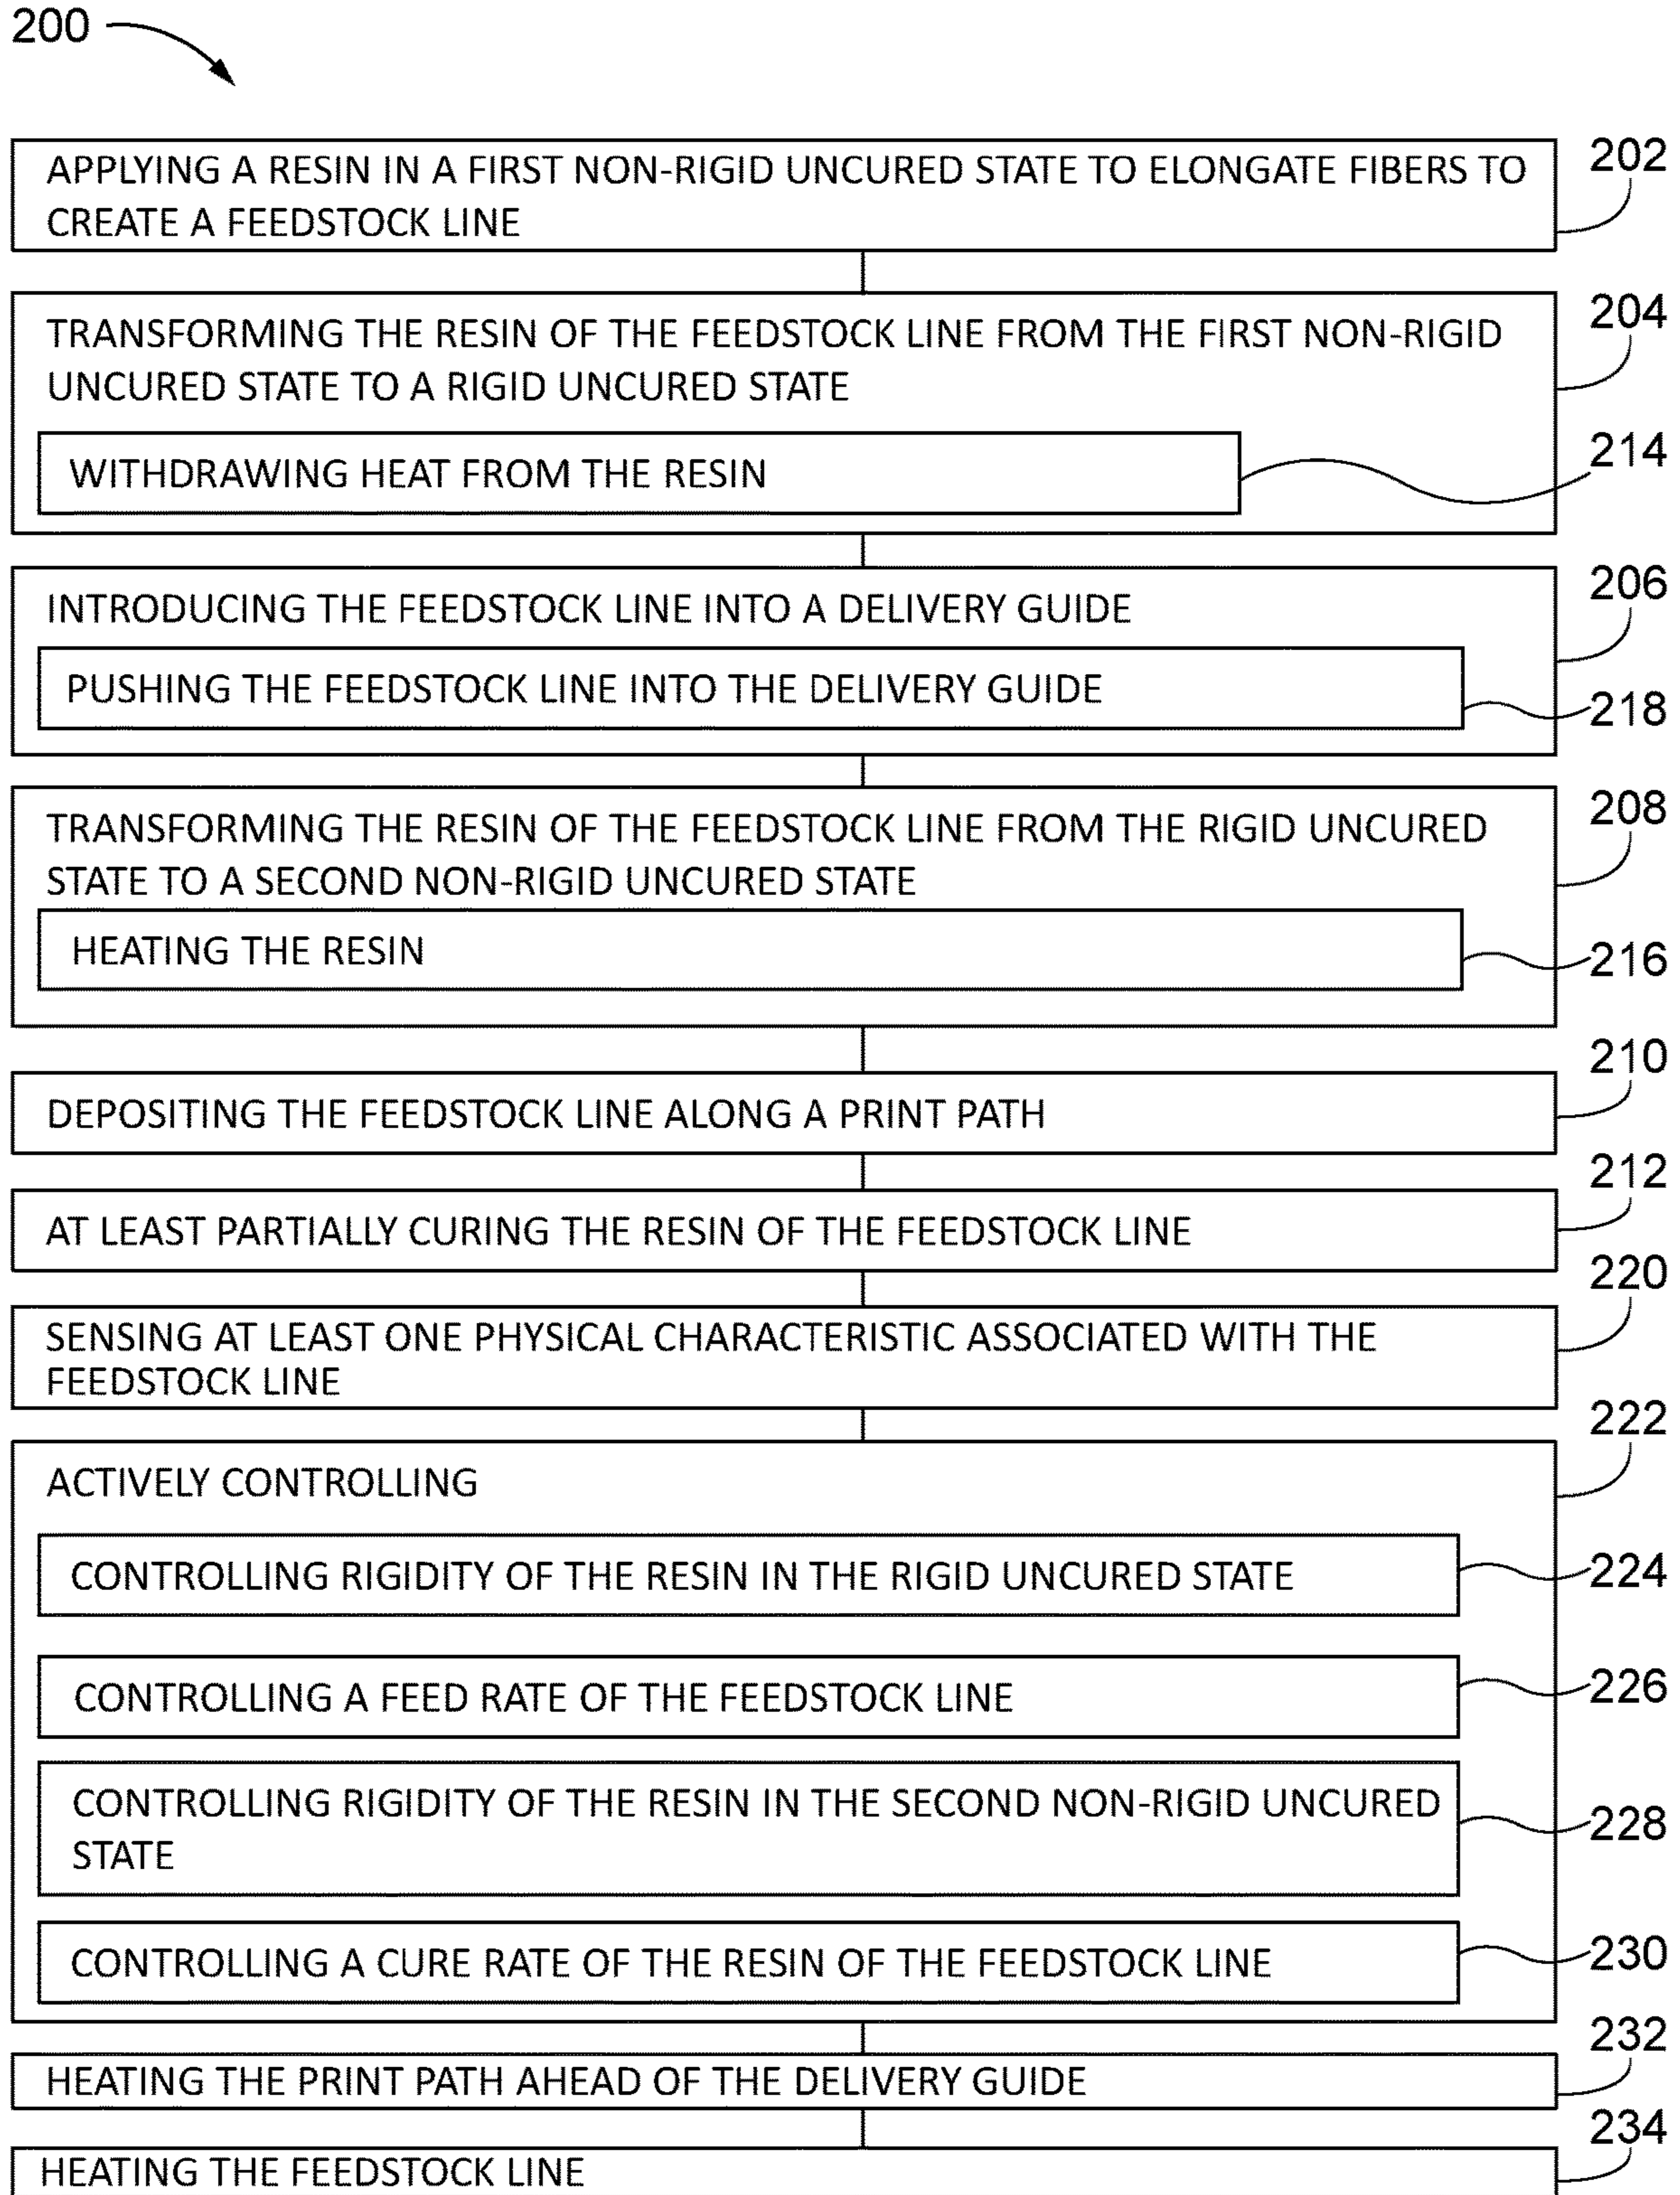 200
APPLYING A RESIN IN A FIRST NON-RIGID UNCURED STATE TO ELONGATE FIBERS TO
CREATE A FEEDSTOCK LINE
202
TRANSFORMING THE RESIN OF THE FEEDSTOCK LINE FROM THE FIRST NON-RIGID
UNCURED STATE TO A RIGID UNCURED STATE
204
WITHDRAWING HEAT FROM THE RESIN
214
INTRODUCING THE FEEDSTOCK LINE INTO A DELIVERY GUIDE
206
PUSHING THE FEEDSTOCK LINE INTO THE DELIVERY GUIDE
218
TRANSFORMING THE RESIN OF THE FEEDSTOCK LINE FROM THE RIGID UNCURED
STATE TO A SECOND NON-RIGID UNCURED STATE
208
HEATING THE RESIN
216
DEPOSITING THE FEEDSTOCK LINE ALONG A PRINT PATH
210
AT LEAST PARTIALLY CURING THE RESIN OF THE FEEDSTOCK LINE
212
SENSING AT LEAST ONE PHYSICAL CHARACTERISTIC ASSOCIATED WITH THE
FEEDSTOCK LINE
220
ACTIVELY CONTROLLING
222
CONTROLLING RIGIDITY OF THE RESIN IN THE RIGID UNCURED STATE
224
CONTROLLING A FEED RATE OF THE FEEDSTOCK LINE
226
CONTROLLING RIGIDITY OF THE RESIN IN THE SECOND NON-RIGID UNCURED
STATE
228
CONTROLLING A CURE RATE OF THE RESIN OF THE FEEDSTOCK LINE
230
HEATING THE PRINT PATH AHEAD OF THE DELIVERY GUIDE
232
HEATING THE FEEDSTOCK LINE
234